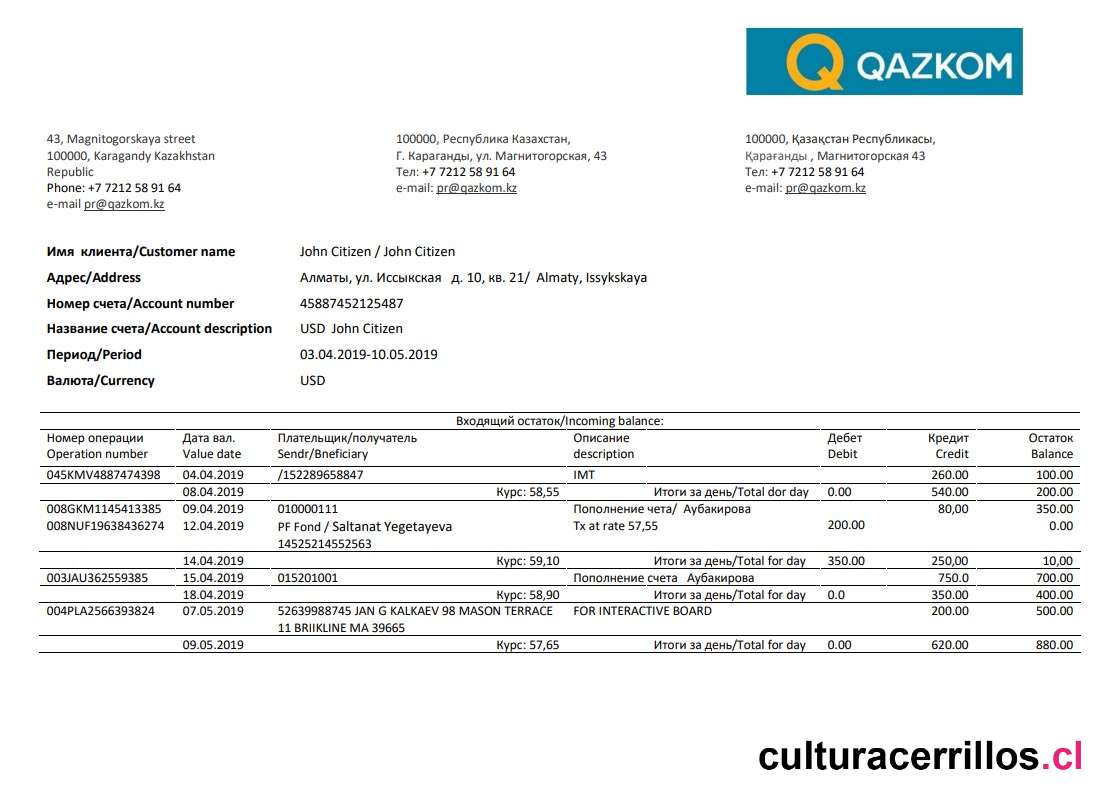 QAZKOM
43, Magnitogorskaya street
100000, Karagandy Kazakhstan
Republic
Phone: +7 7212 58 91 64
e-mail pr@qazkom.kz
100000, Республика Казахстан,
Г. Караганды, ул. Магнитогорская, 43
Тел: +7 7212 58 91 64
e-mail: pr@qazkom.kz
100000, Қазақстан Республикасы,
Қарағанды , Магнитогорская 43
Тел: +7 7212 58 91 64
e-mail: pr@qazkom.kz
Имя клиента/Customer name John Citizen / John Citizen
Адрес/Address Алматы, ул. Иссыкская д. 10, кв. 21/ Almaty, Issykskaya
Номер счета/Account number 45887452125487
Название счета/Account description USD John Citizen
Период/Period 03.04.2019-10.05.2019
Валюта/Currency USD
Входящий остаток/Incoming balance:
Номер операции Дата вал. Плательщик/получатель Описание Дебет Кредит Остаток
Operation number Value date Sendr/Bneficiary description Debit Credit Balance
045KMV4887474398 04.04.2019 /152289658847 IMT 260.00 100.00
08.04.2019 Курс: 58,55 Итоги за день/Total dor day 0.00 540.00 200.00
008GKM1145413385 09.04.2019 010000111 Пополнение чета/ Аубакирова 80,00 350.00
008NUF19638436274 12.04.2019 PF Fond / Saltanat Yegetayeva Tx at rate 57,55 200.00 0.00
14525214552563
14.04.2019 Курс: 59,10 Итоги за день/Total for day 350.00 250,00 10,00
003JAU362559385 15.04.2019 015201001 Пополнение счета Аубакирова 750.0 700.00
18.04.2019 Курс: 58,90 Итоги за день/Total for day 0.0 350.00 400.00
004PLA2566393824 07.05.2019 52639988745 JAN G KALKAEV 98 MASON TERRACE FOR INTERACTIVE BOARD 200.00 500.00
11 BRIIKLINE MA 39665
09.05.2019 Курс: 57,65 Итоги за день/Total for day 0.00 620.00 880.00
culturacerrillos.cl